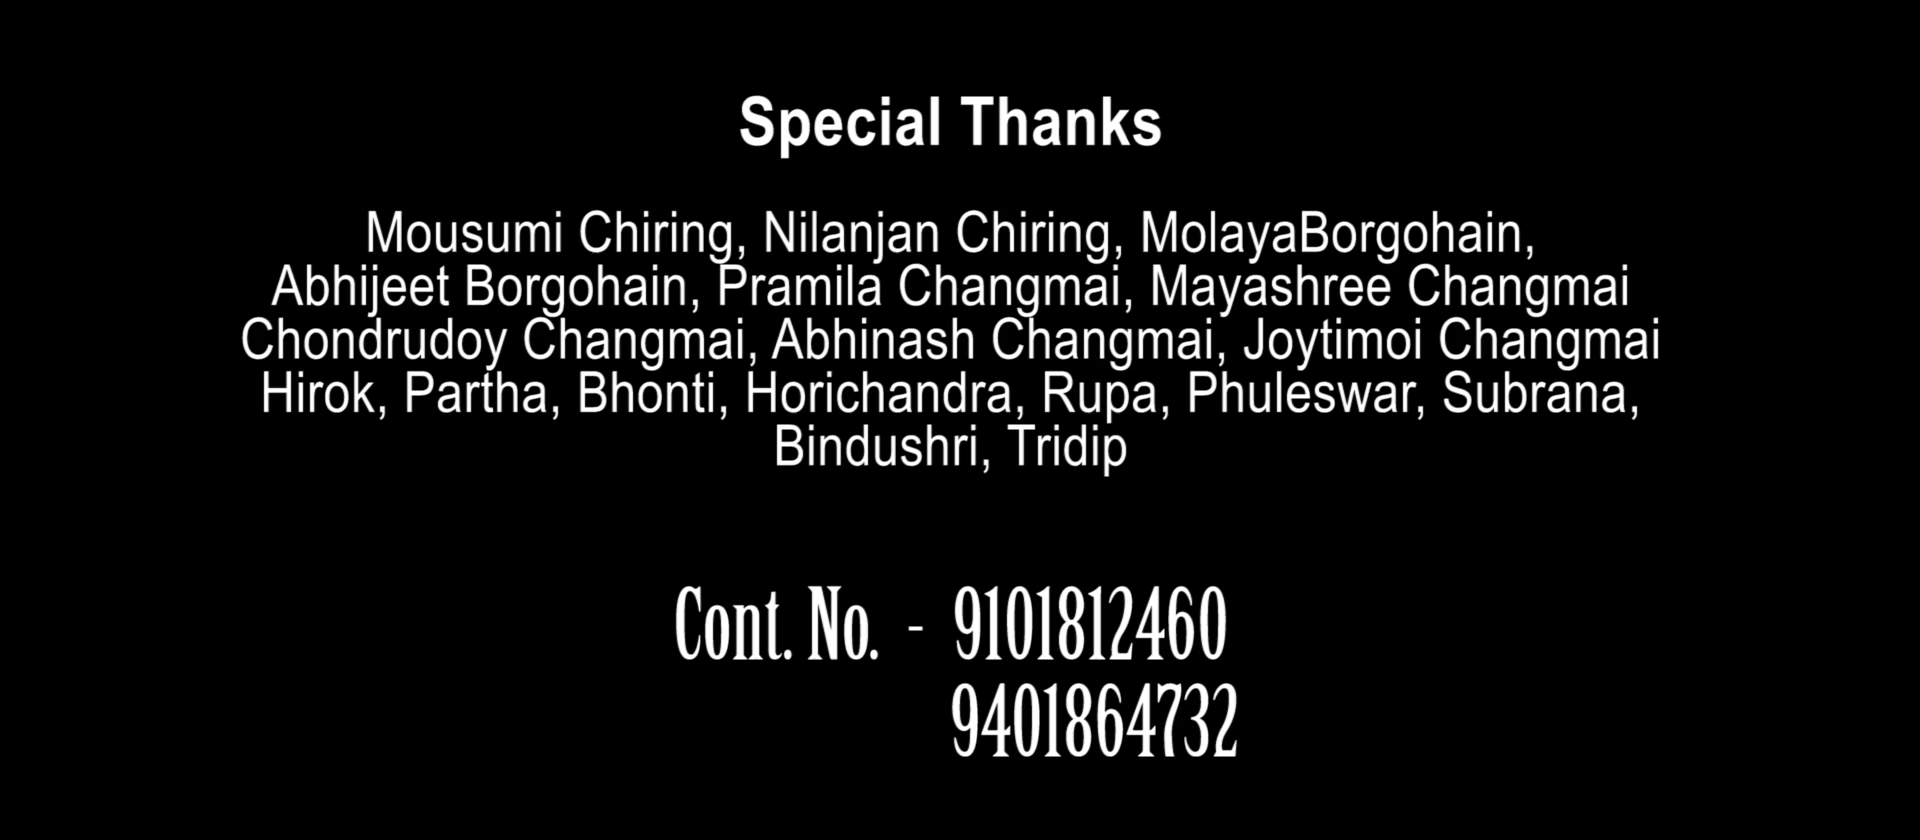 Special Thanks
Mousumi Chiring, Nilanjan Chiring, MolayaBorgohain,
Abhijeet Borgohain, Pramila Changmai, Mayashree Changmai
Chondrudoy Changmai, Abhinash Changmai, Joytimoi Changmai
Hirok, Partha, Bhonti, Horichandra, Rupa, Phuleswar, Subrana,
Bindushri, Tridip
Cont. No. - 9101812460
9401864732